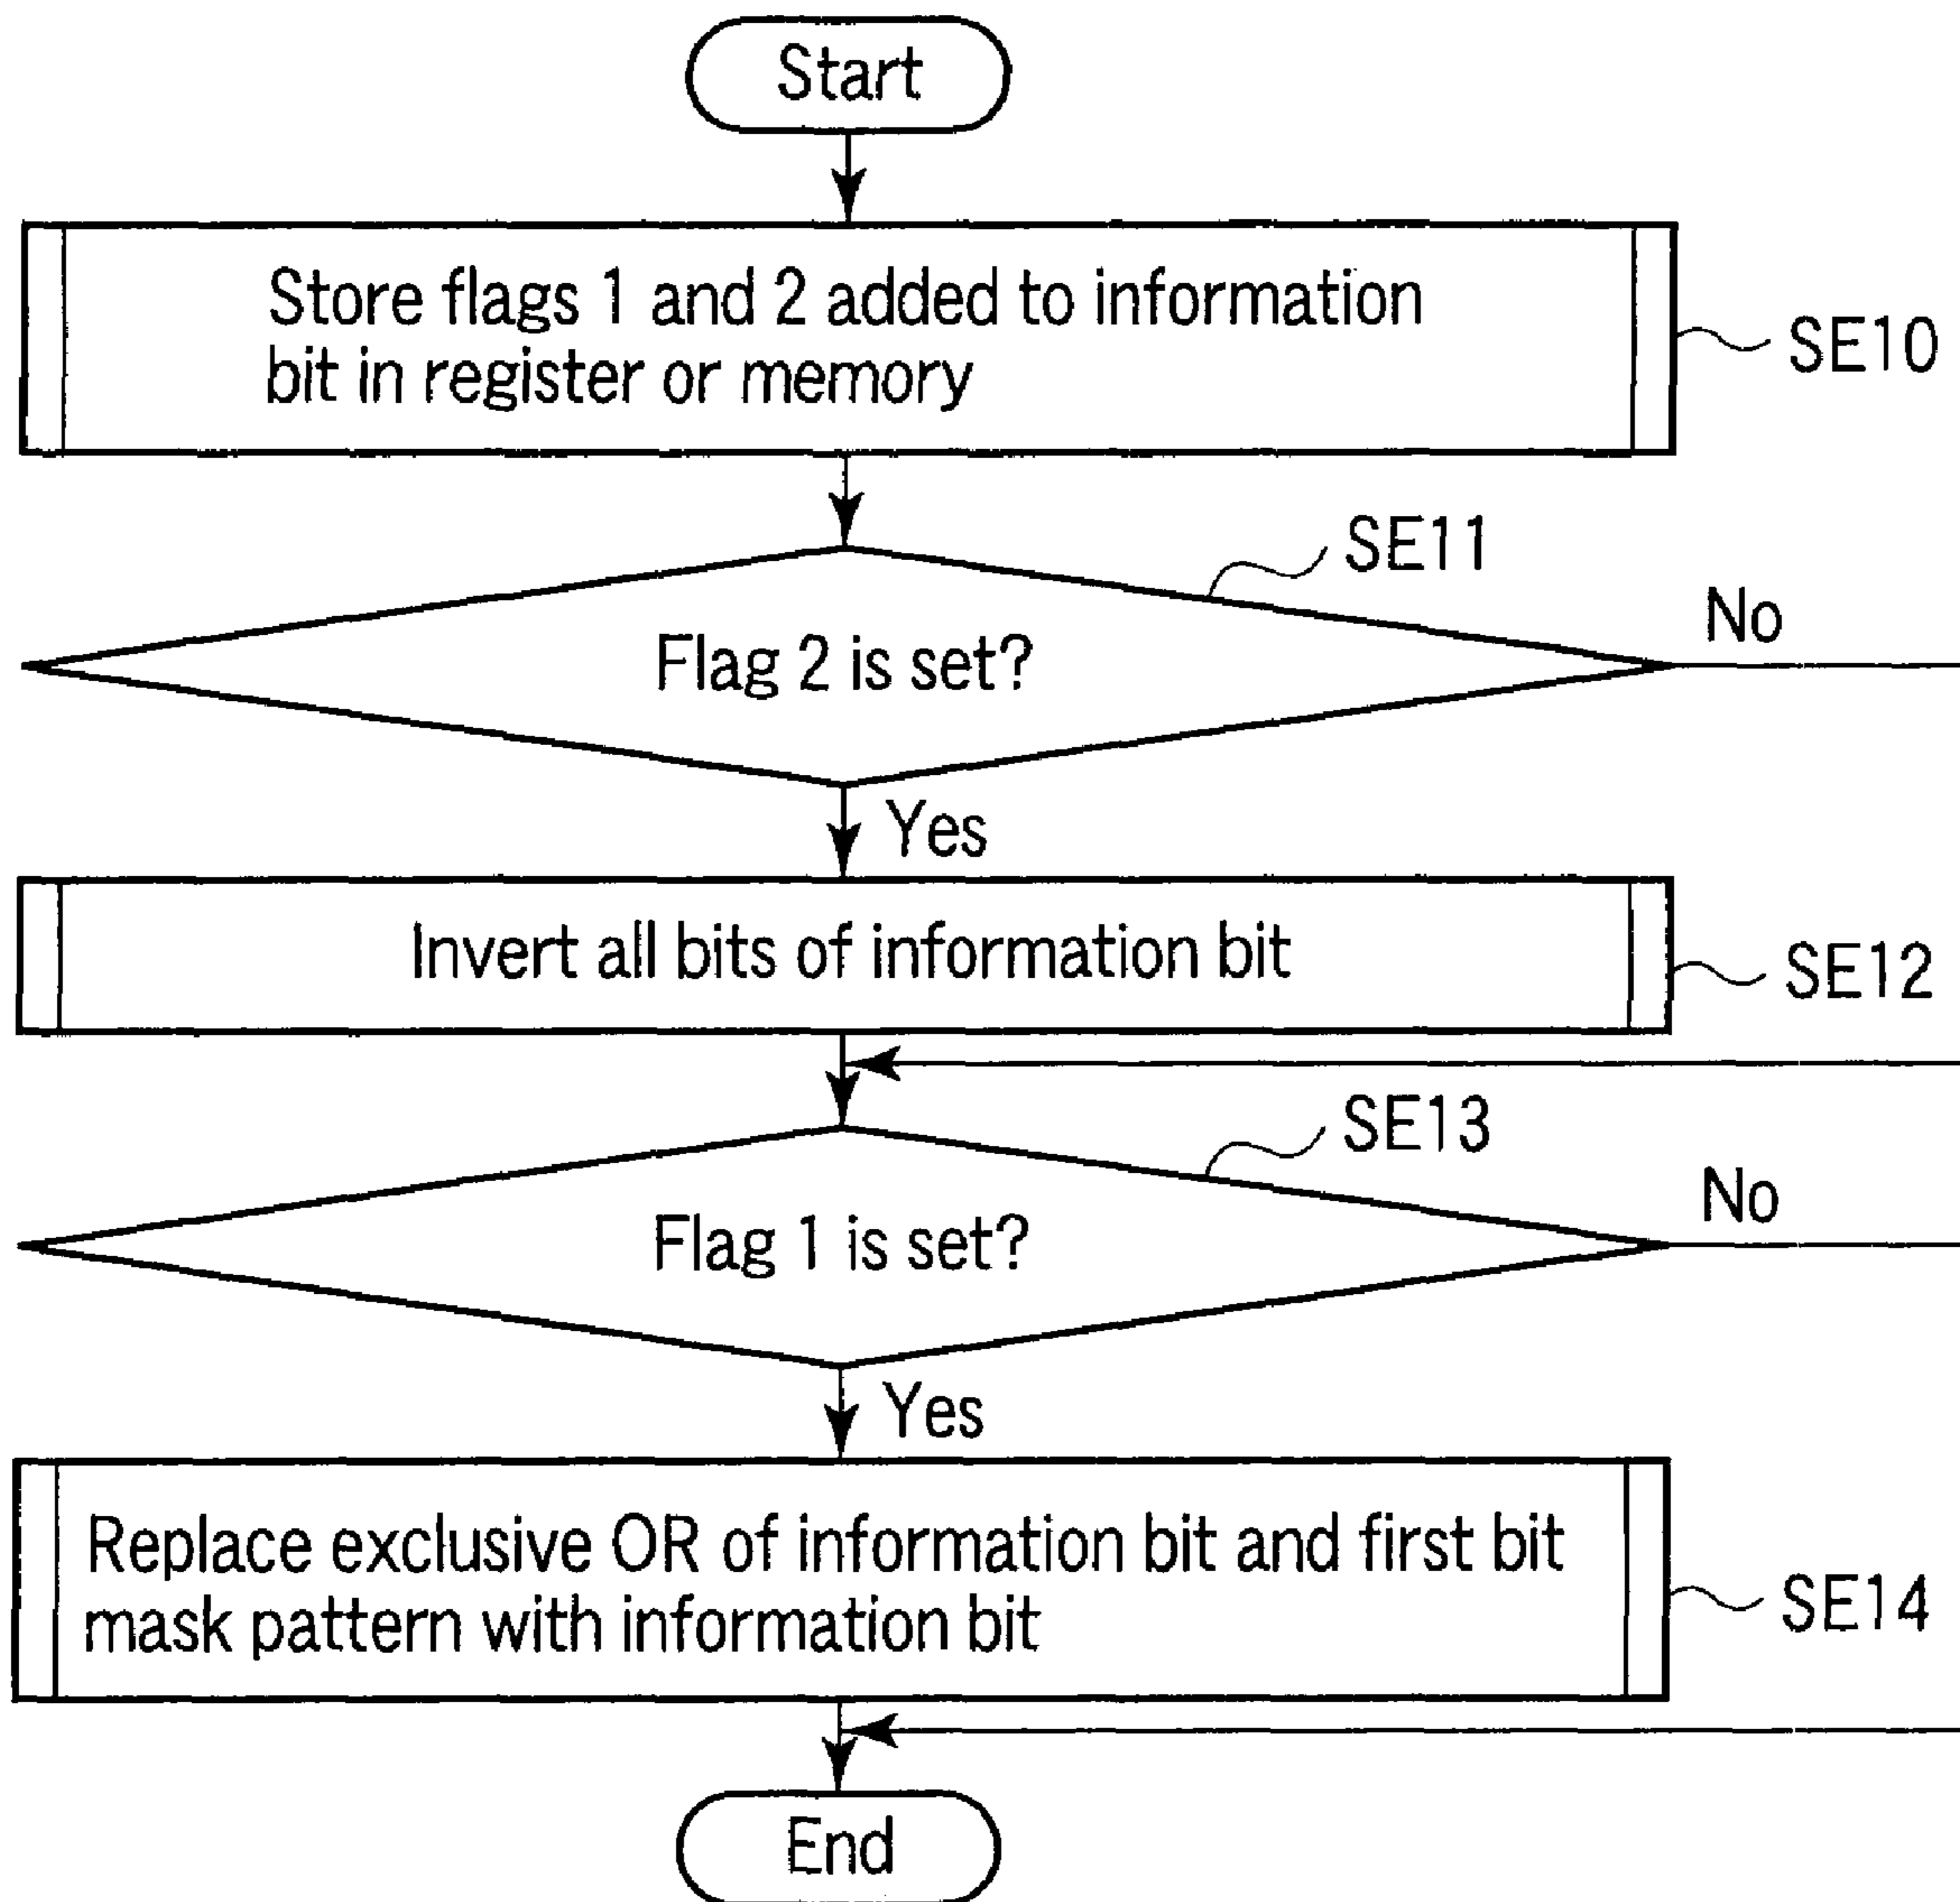 Start
Store flags 1 and 2 added to information
bit in register or memory
SE10
SE11
Flag 2 is set?
No
Yes
Invert all bits of information bit
SE12
SE13
Flag 1 is set?
No
Yes
Replace exclusive OR of information bit and first bit
mask pattern with information bit
SE14
End